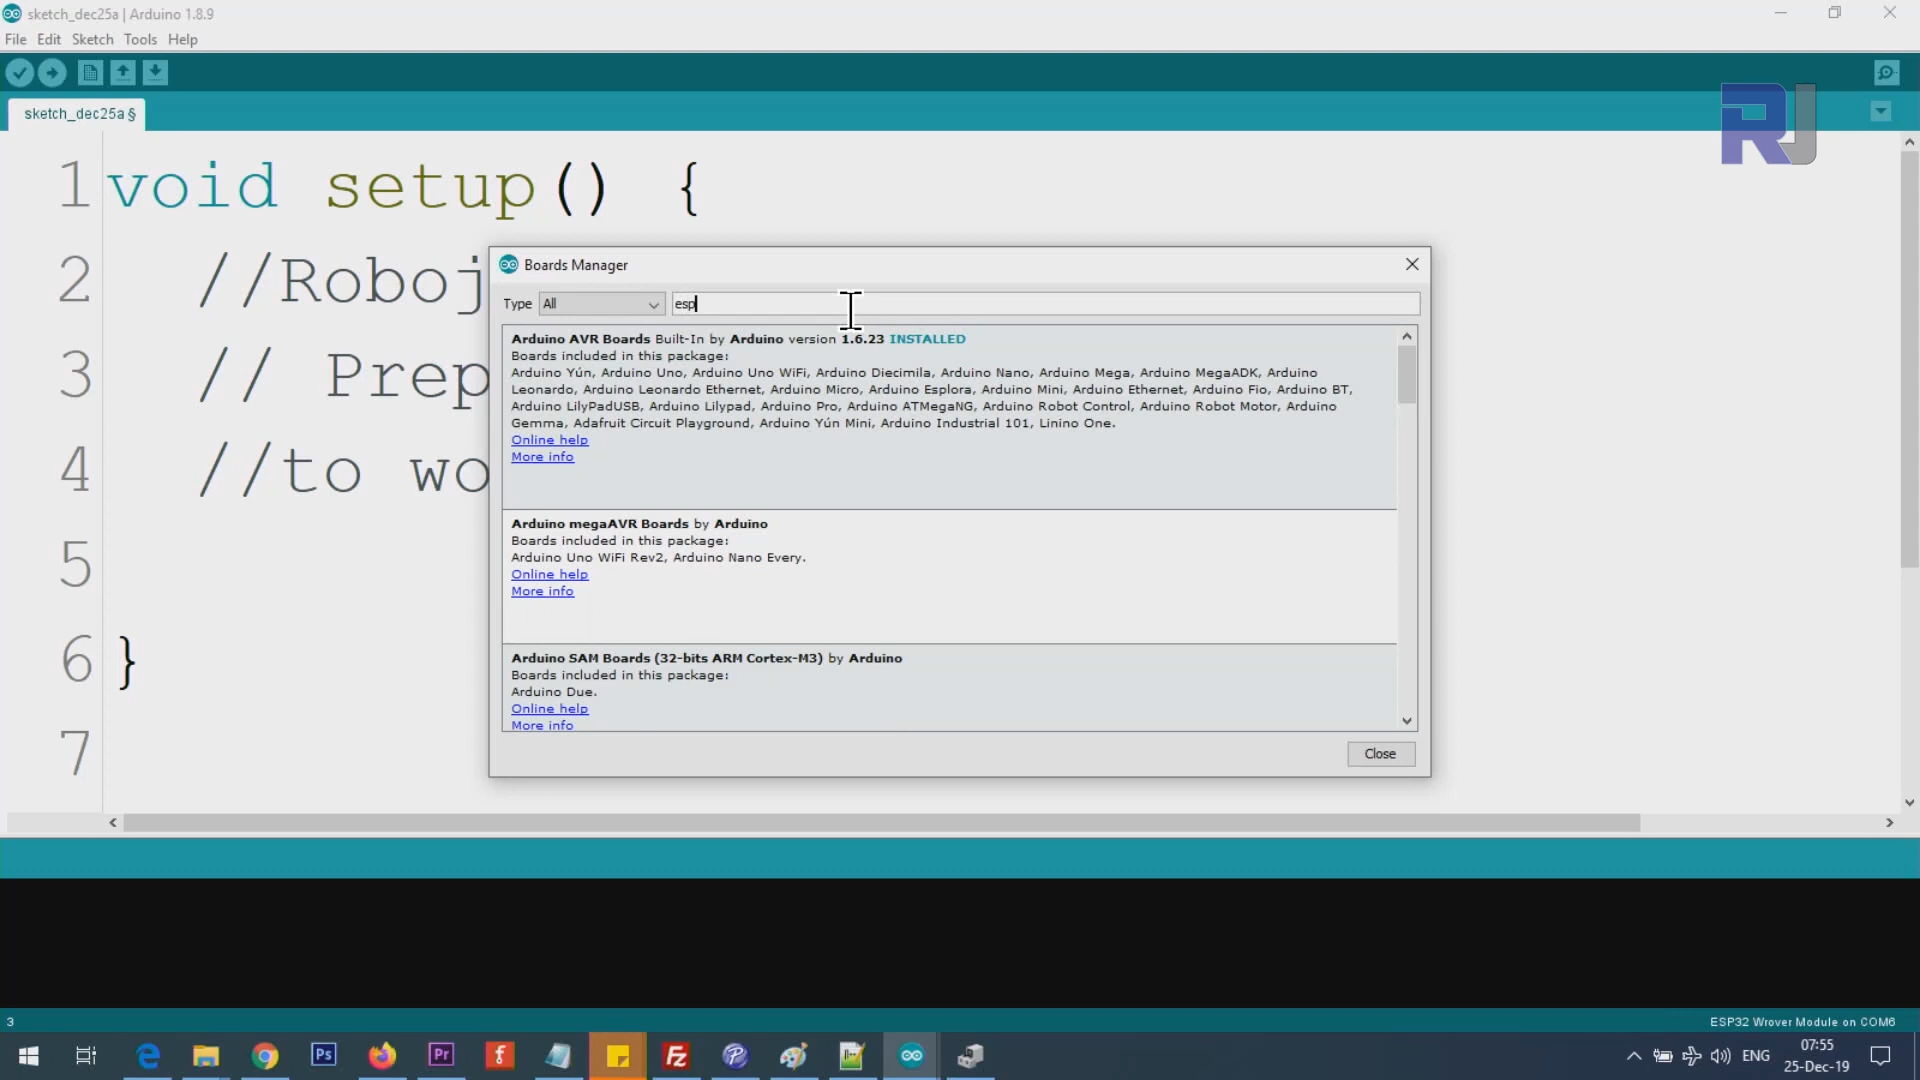 sketch_dec25a | Arduino 1.8.9
File Edit Sketch Tools Help
sketch_dec25a §
RJ
1 void setup() {
2 //Roboj
3 // Prep
4 //to wo
5
6 }
7
Boards Manager
Type All esp
Arduino AVR Boards Built-In by Arduino version 1.6.23 INSTALLED
Boards included in this package:
Arduino Yún, Arduino Uno, Arduino Uno WiFi, Arduino Diecimila, Arduino Nano, Arduino Mega, Arduino MegaADK, Arduino
Leonardo, Arduino Leonardo Ethernet, Arduino Micro, Arduino Esplora, Arduino Mini, Arduino Ethernet, Arduino Fio, Arduino BT,
Arduino LilyPadUSB, Arduino Lilypad, Arduino Pro, Arduino ATMegaNG, Arduino Robot Control, Arduino Robot Motor, Arduino
Gemma, Adafruit Circuit Playground, Arduino Yún Mini, Arduino Industrial 101, Linino One.
Online help
More info
Arduino megaAVR Boards by Arduino
Boards included in this package:
Arduino Uno WiFi Rev2, Arduino Nano Every.
Online help
More info
Arduino SAM Boards (32-bits ARM Cortex-M3) by Arduino
Boards included in this package:
Arduino Due.
Online help
More info
Close
3
ESP32 Wrover Module on COM6
Ps
Pr
f
FZ
ENG
07:55
25-Dec-19